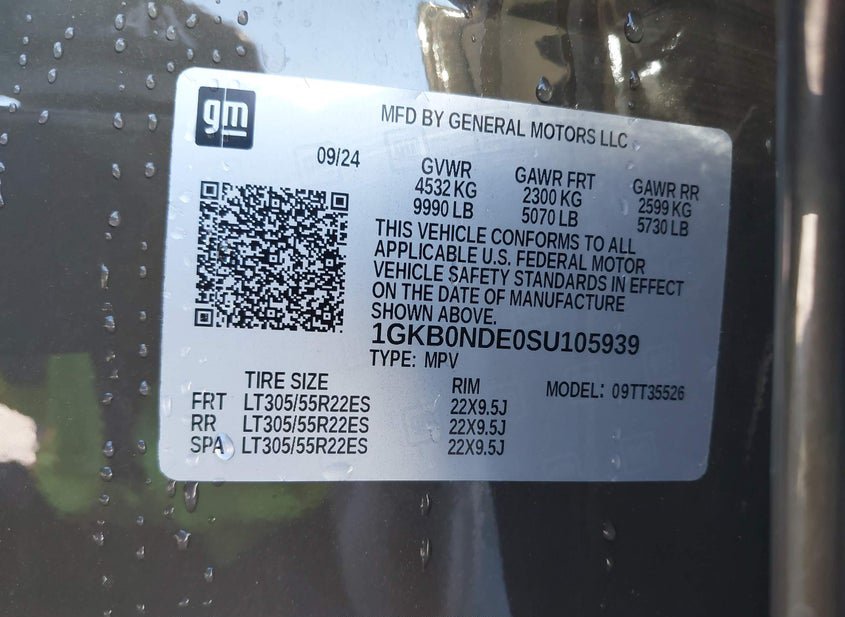 gm
MFD BY GENERAL MOTORS LLC
09/24
GVWR
4532 KG
9990 LB
GAWR FRT
2300 KG
5070 LB
GAWR RR
2599 KG
5730 LB
THIS VEHICLE CONFORMS TO ALL
APPLICABLE U.S. FEDERAL MOTOR
VEHICLE SAFETY STANDARDS IN EFFECT
ON THE DATE OF MANUFACTURE
SHOWN ABOVE.
1GKB0NDE0SU105939
TYPE: MPV
MODEL: 09TT35526
TIRE SIZE RIM
FRT LT305/55R22ES 22X9.5J
RR LT305/55R22ES 22X9.5J
SPA LT305/55R22ES 22X9.5J